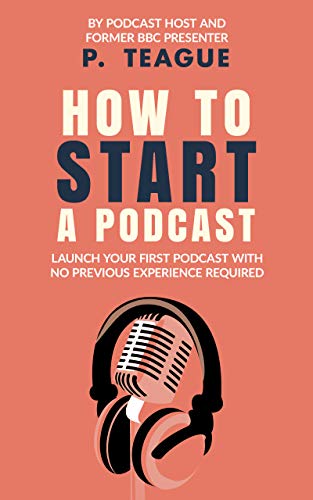 BY PODCAST HOST AND
FORMER BBC PRESENTER
P. TEAGUE
HOW TO
START
A PODCAST
LAUNCH YOUR FIRST PODCAST WITH
NO PREVIOUS EXPERIENCE REQUIRED